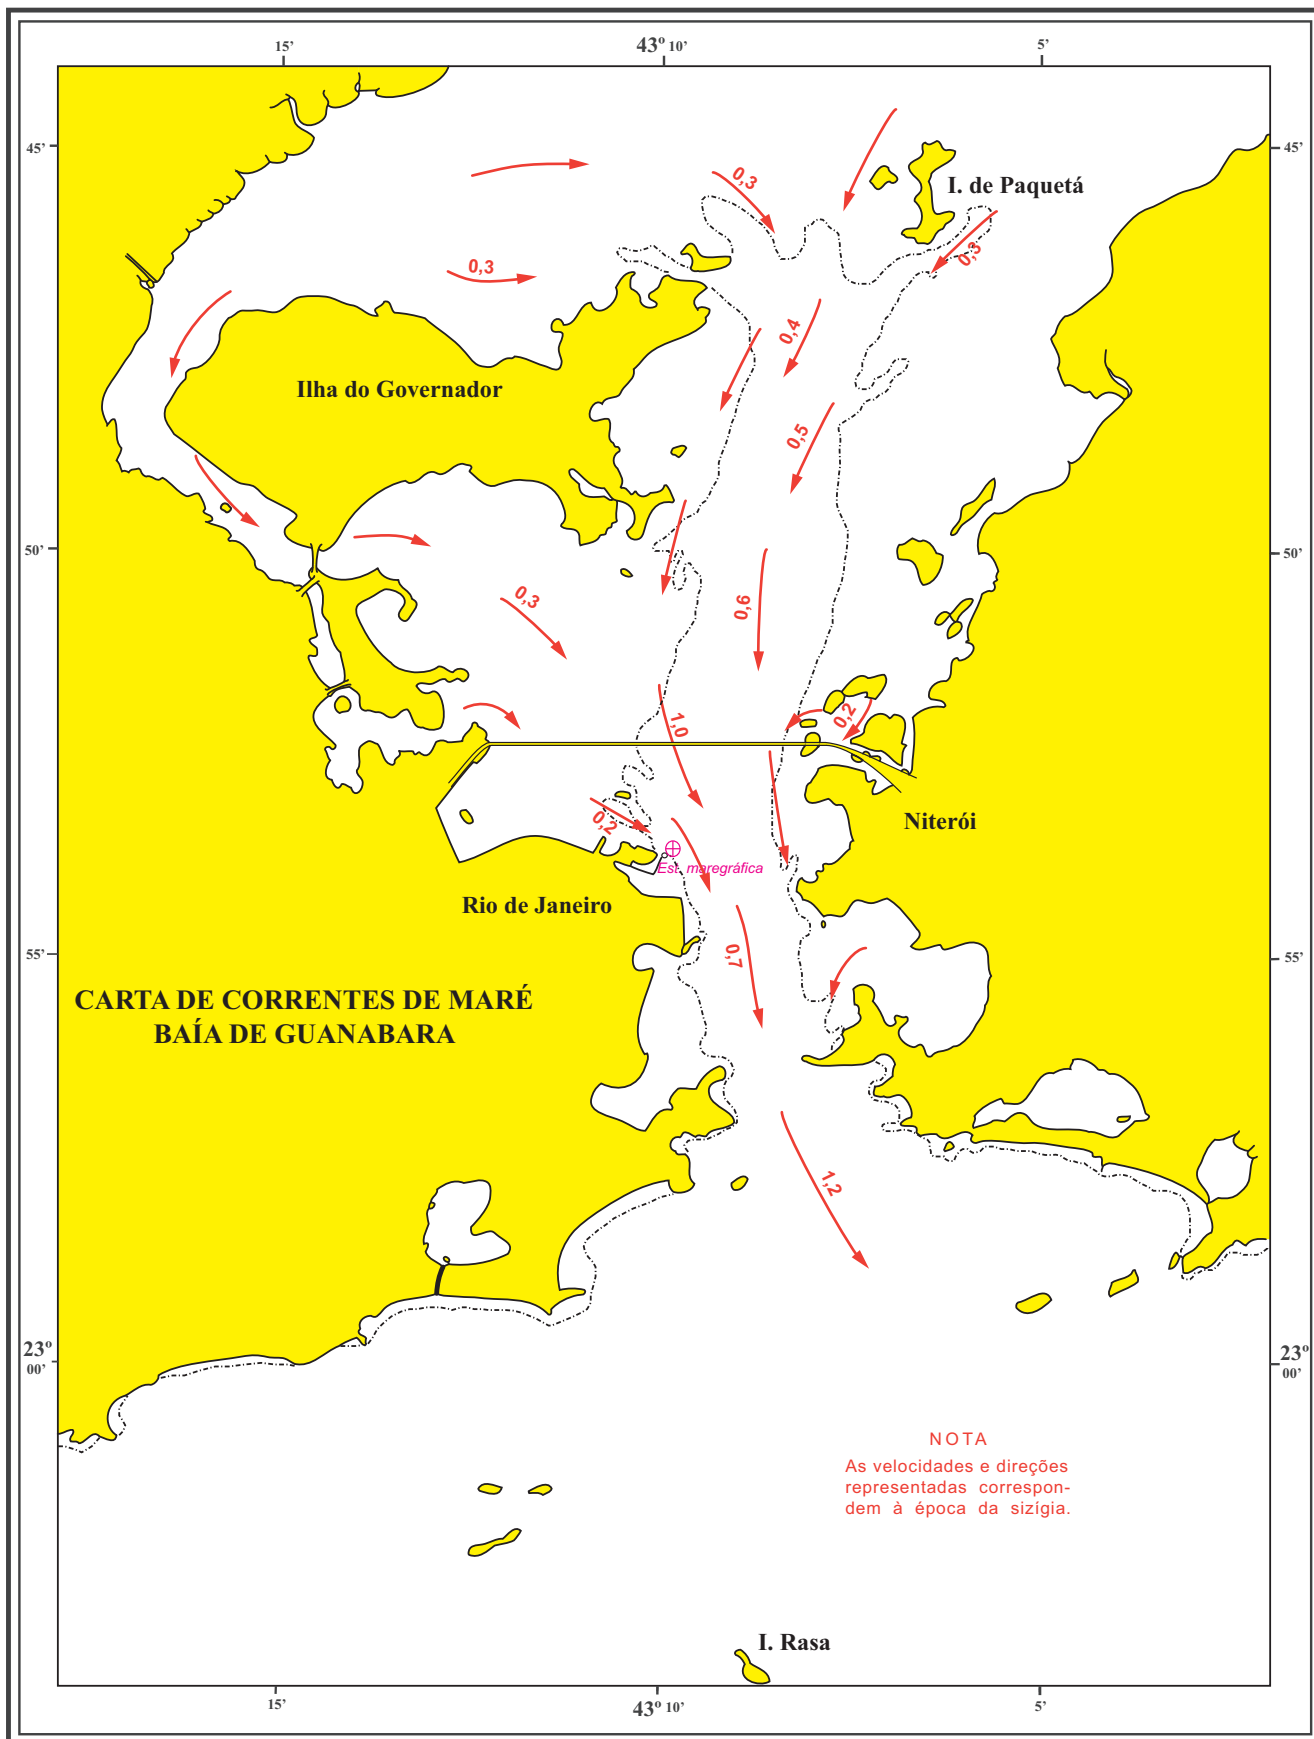 15’
43º 10’
5’
45’
45’
I. de Paquetá
0,3
0,3
0,3
0,4
Ilha do Governador
0,5
50’
50’
0,3
0,6
1,0
0,2
0,2
Niterói
Est. maregráfica
Rio de Janeiro
0,7
55’
55’
CARTA DE CORRENTES DE MARÉ
BAÍA DE GUANABARA
1,2
23º
00’
23º
00’
NOTA
As velocidades e direções
representadas correspon-
dem à época da sizígia.
I. Rasa
15’
43º 10’
5’